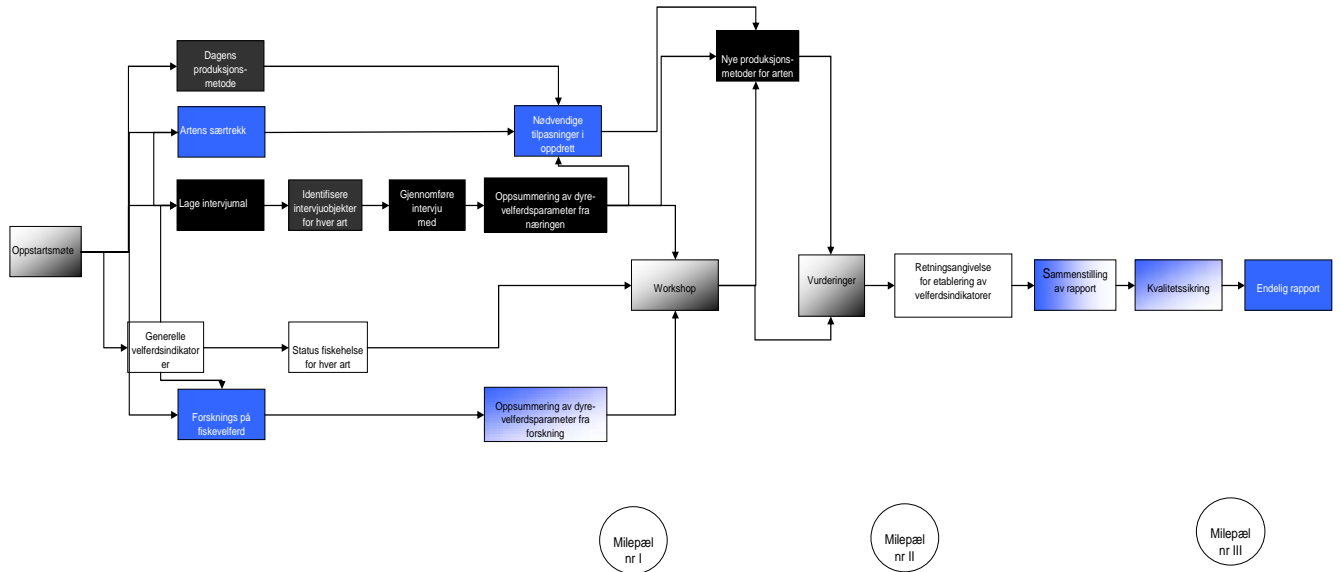 Dagens
produksjons-
metode
Nye produksjons-
metoder for arten
Artens særtrekk
Nødvendige
tilpasninger i
oppdrett
Lage intervjumal
Identifisere
intervjuobjekter
for hver art
Gjennomføre
intervju
med
Oppsummering av dyre-
velferdsparameter fra
næringen
Oppstartsmøte
Workshop
Vurderinger
Retningsangivelse
for etablering av
velferdsindikatorer
Sammenstilling
av rapport
Kvalitetssikring
Endelig rapport
Generelle
velferdsindikator
er
Status fiskehelse
for hver art
Forsknings på
fiskevelferd
Oppsummering av dyre-
velferdsparameter fra
forskning
Milepæl
nr I
Milepæl
nr II
Milepæl
nr III